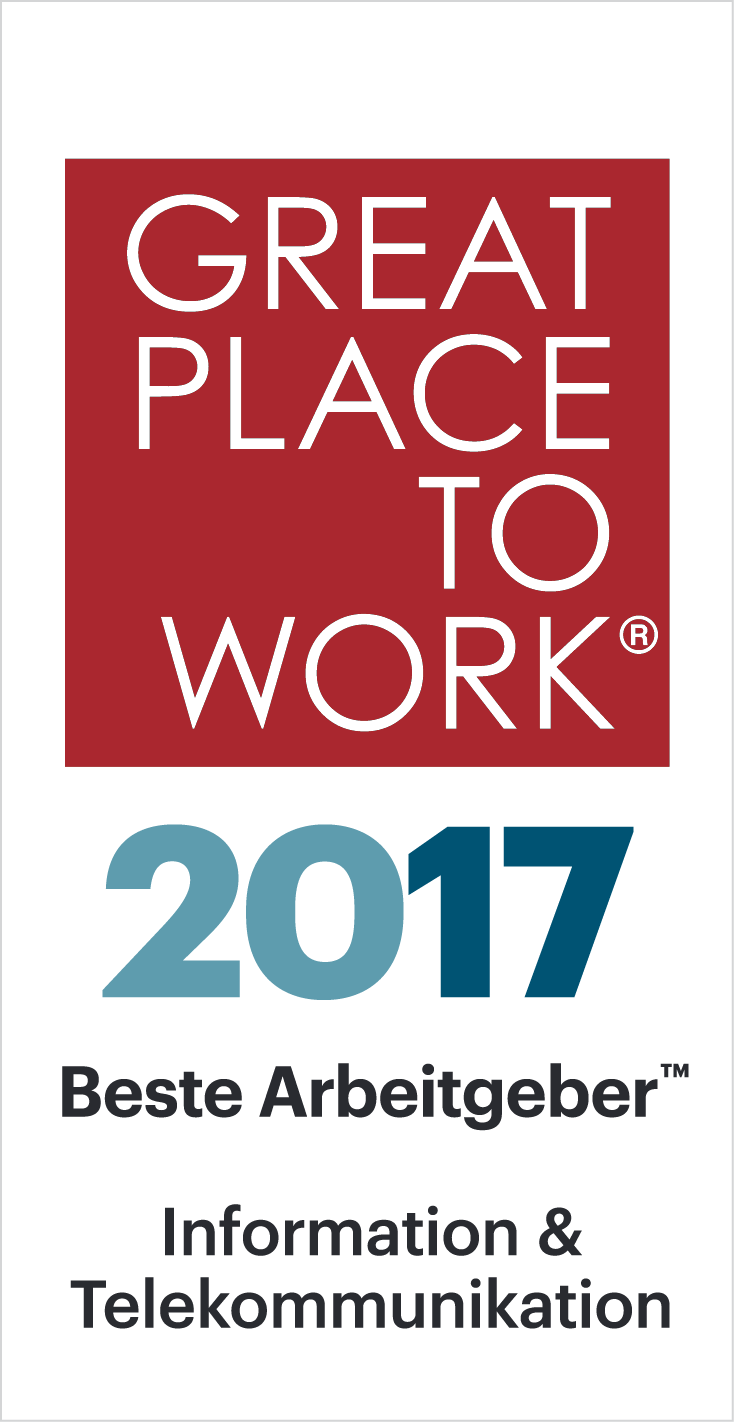 GREAT
PLACE
TO
WORK®
2017
Beste Arbeitgeber™
Information &
Telekommunikation